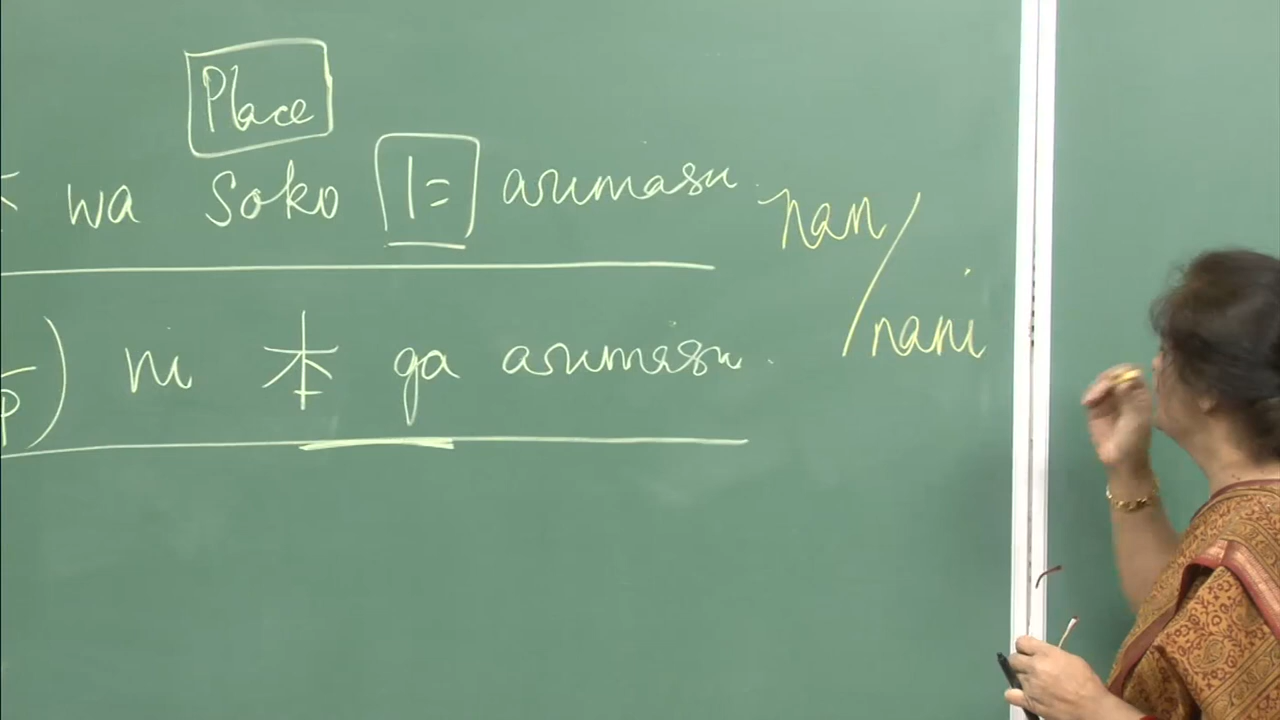 Place
wa soko に arimasu.
nan/
nani
P) ni 本 ga arimasu.